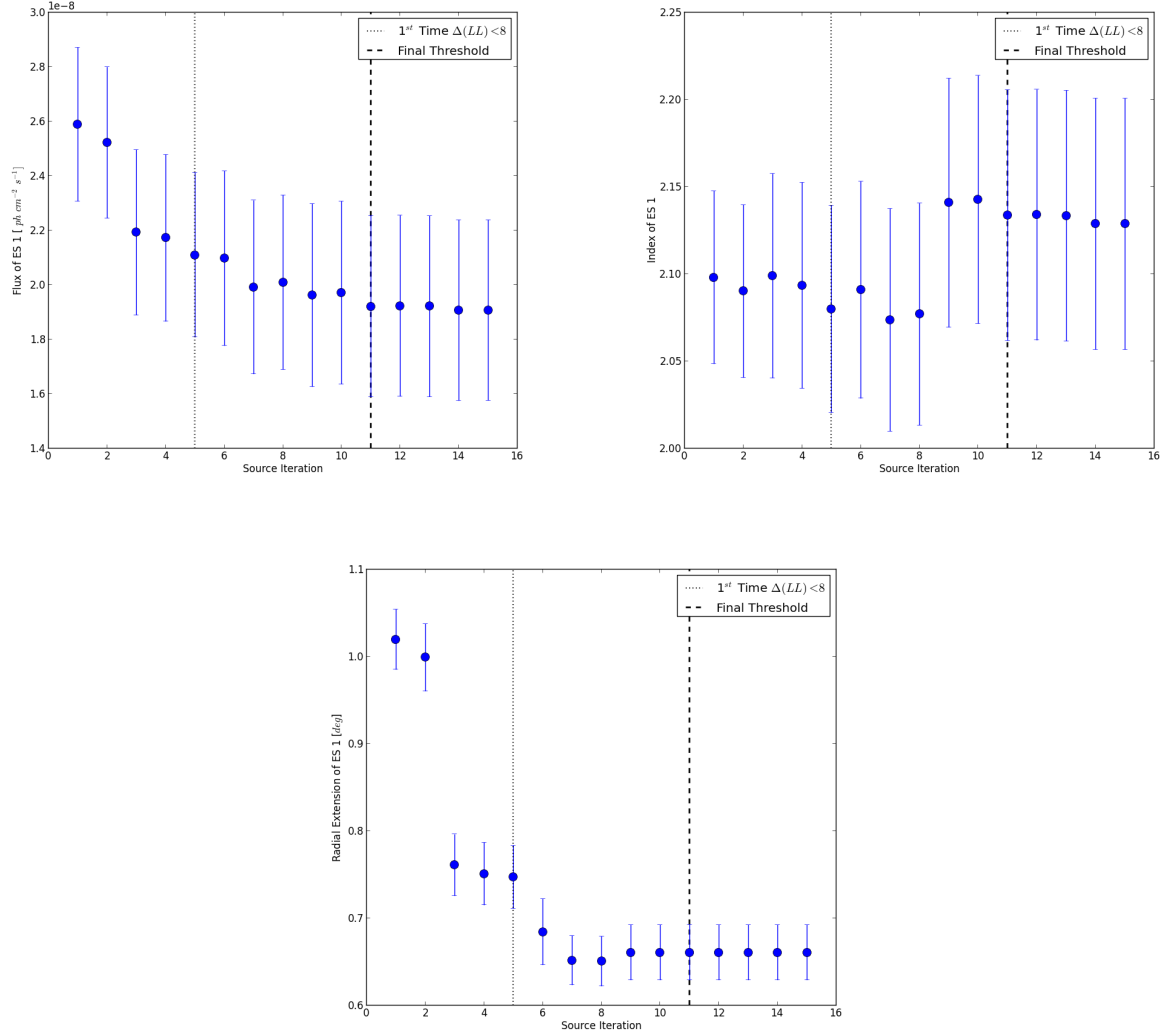 1e−8
3.0
2.8
2.6
2.4
2.2
2.0
1.8
1.6
1.4
0 2 4 6 8 10 12 14 16
Source Iteration
Flux of ES 1 [ ph cm⁻² s⁻¹]
1st Time Δ(LL)<8
Final Threshold
2.25
2.20
2.15
2.10
2.05
2.00
0 2 4 6 8 10 12 14 16
Source Iteration
Index of ES 1
1st Time Δ(LL)<8
Final Threshold
1.1
1.0
0.9
0.8
0.7
0.6
0 2 4 6 8 10 12 14 16
Source Iteration
Radial Extension of ES 1 [deg]
1st Time Δ(LL)<8
Final Threshold